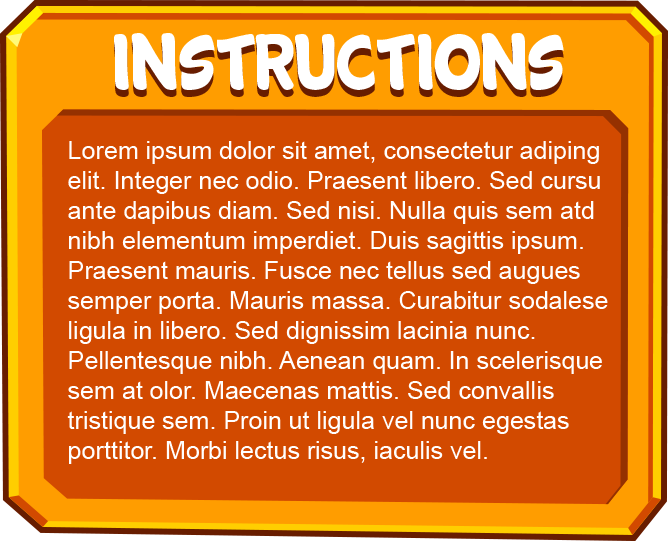 INSTRUCTIONS
Lorem ipsum dolor sit amet, consectetur adiping
elit. Integer nec odio. Praesent libero. Sed cursu
ante dapibus diam. Sed nisi. Nulla quis sem atd
nibh elementum imperdiet. Duis sagittis ipsum.
Praesent mauris. Fusce nec tellus sed augues
semper porta. Mauris massa. Curabitur sodalese
ligula in libero. Sed dignissim lacinia nunc.
Pellentesque nibh. Aenean quam. In scelerisque
sem at olor. Maecenas mattis. Sed convallis
tristique sem. Proin ut ligula vel nunc egestas
porttitor. Morbi lectus risus, iaculis vel.